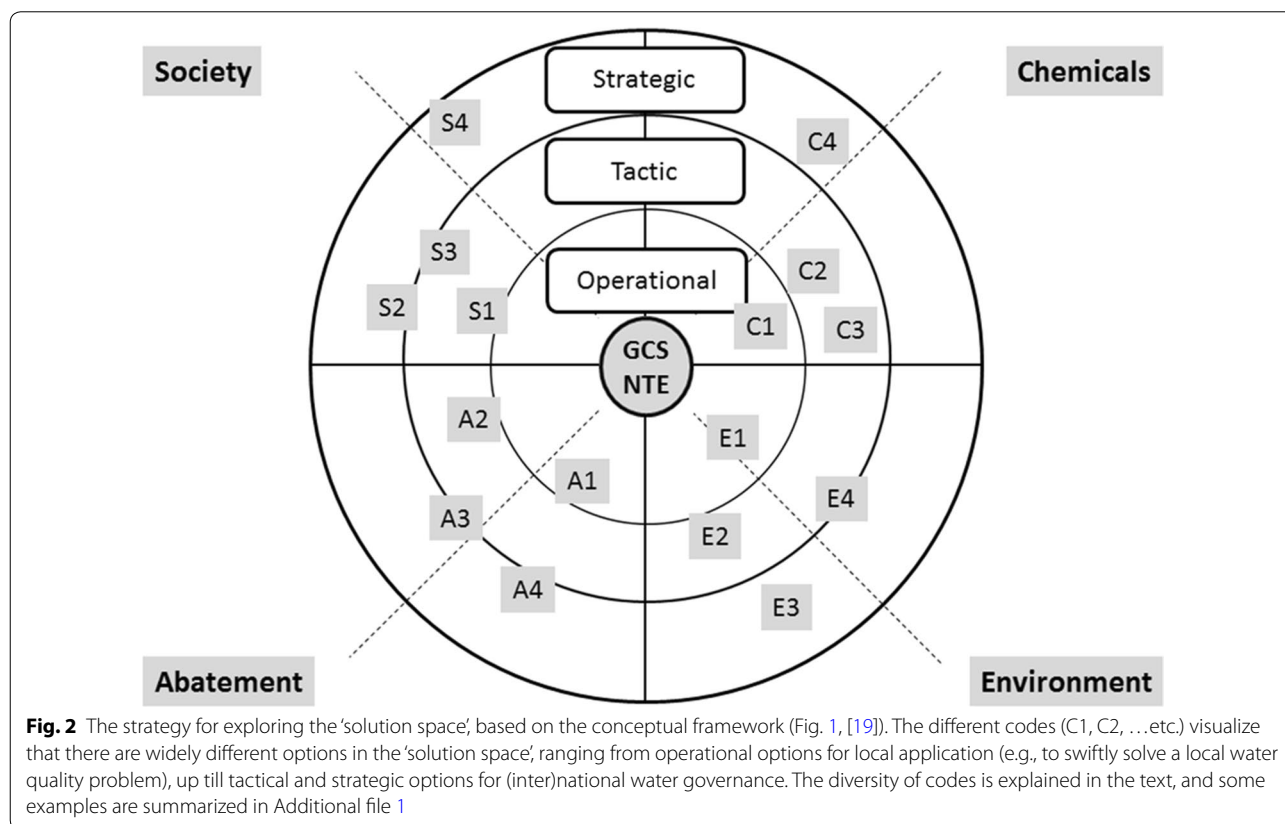 Society
Strategic
Chemicals
S4
C4
Tactic
S3
C2
Operational
S2
S1
C1
C3
GCS
NTE
A2
E1
A1
E4
A3
E2
A4
E3
Abatement
Environment
Fig. 2 The strategy for exploring the ‘solution space’, based on the conceptual framework (Fig. 1, [19]). The different codes (C1, C2, …etc.) visualize
that there are widely different options in the ‘solution space’, ranging from operational options for local application (e.g., to swiftly solve a local water
quality problem), up till tactical and strategic options for (inter)national water governance. The diversity of codes is explained in the text, and some
examples are summarized in Additional file 1